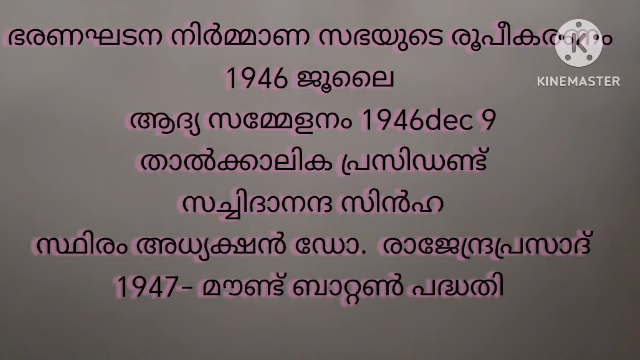 ഭരണഘടന നിർമ്മാണ സഭയുടെ രൂപീകരണം
KINEMASTER
1946 ജൂലൈ
ആദ്യ സമ്മേളനം 1946dec 9
താൽക്കാലിക പ്രസിഡണ്ട്
സച്ചിദാനന്ദ സിൻഹ
സ്ഥിരം അധ്യക്ഷൻ ഡോ. രാജേന്ദ്രപ്രസാദ്
1947- മൗണ്ട് ബാറ്റൺ പദ്ധതി